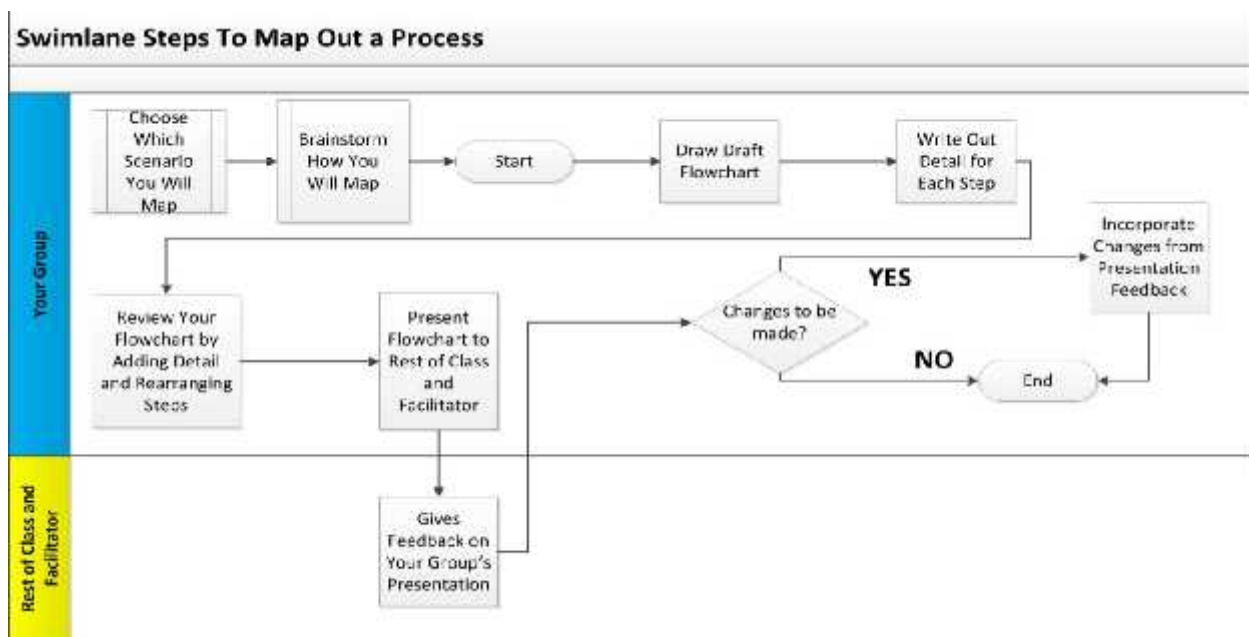 Swimlane Steps To Map Out a Process
Your Group
Choose
Which
Scenario
You Will
Map
Brainstorm
How You
Will Map
Start
Draw Draft
Flowchart
Write Out
Detail for
Each Step
Review Your
Flowchart by
Adding Detail
and Rearranging
Steps
Present
Flowchart to
Rest of Class
and
Facilitator
Changes to be
made?
YES
NO
Incorporate
Changes from
Presentation
Feedback
End
Rest of Class and
Facilitator
Gives
Feedback on
Your Group's
Presentation